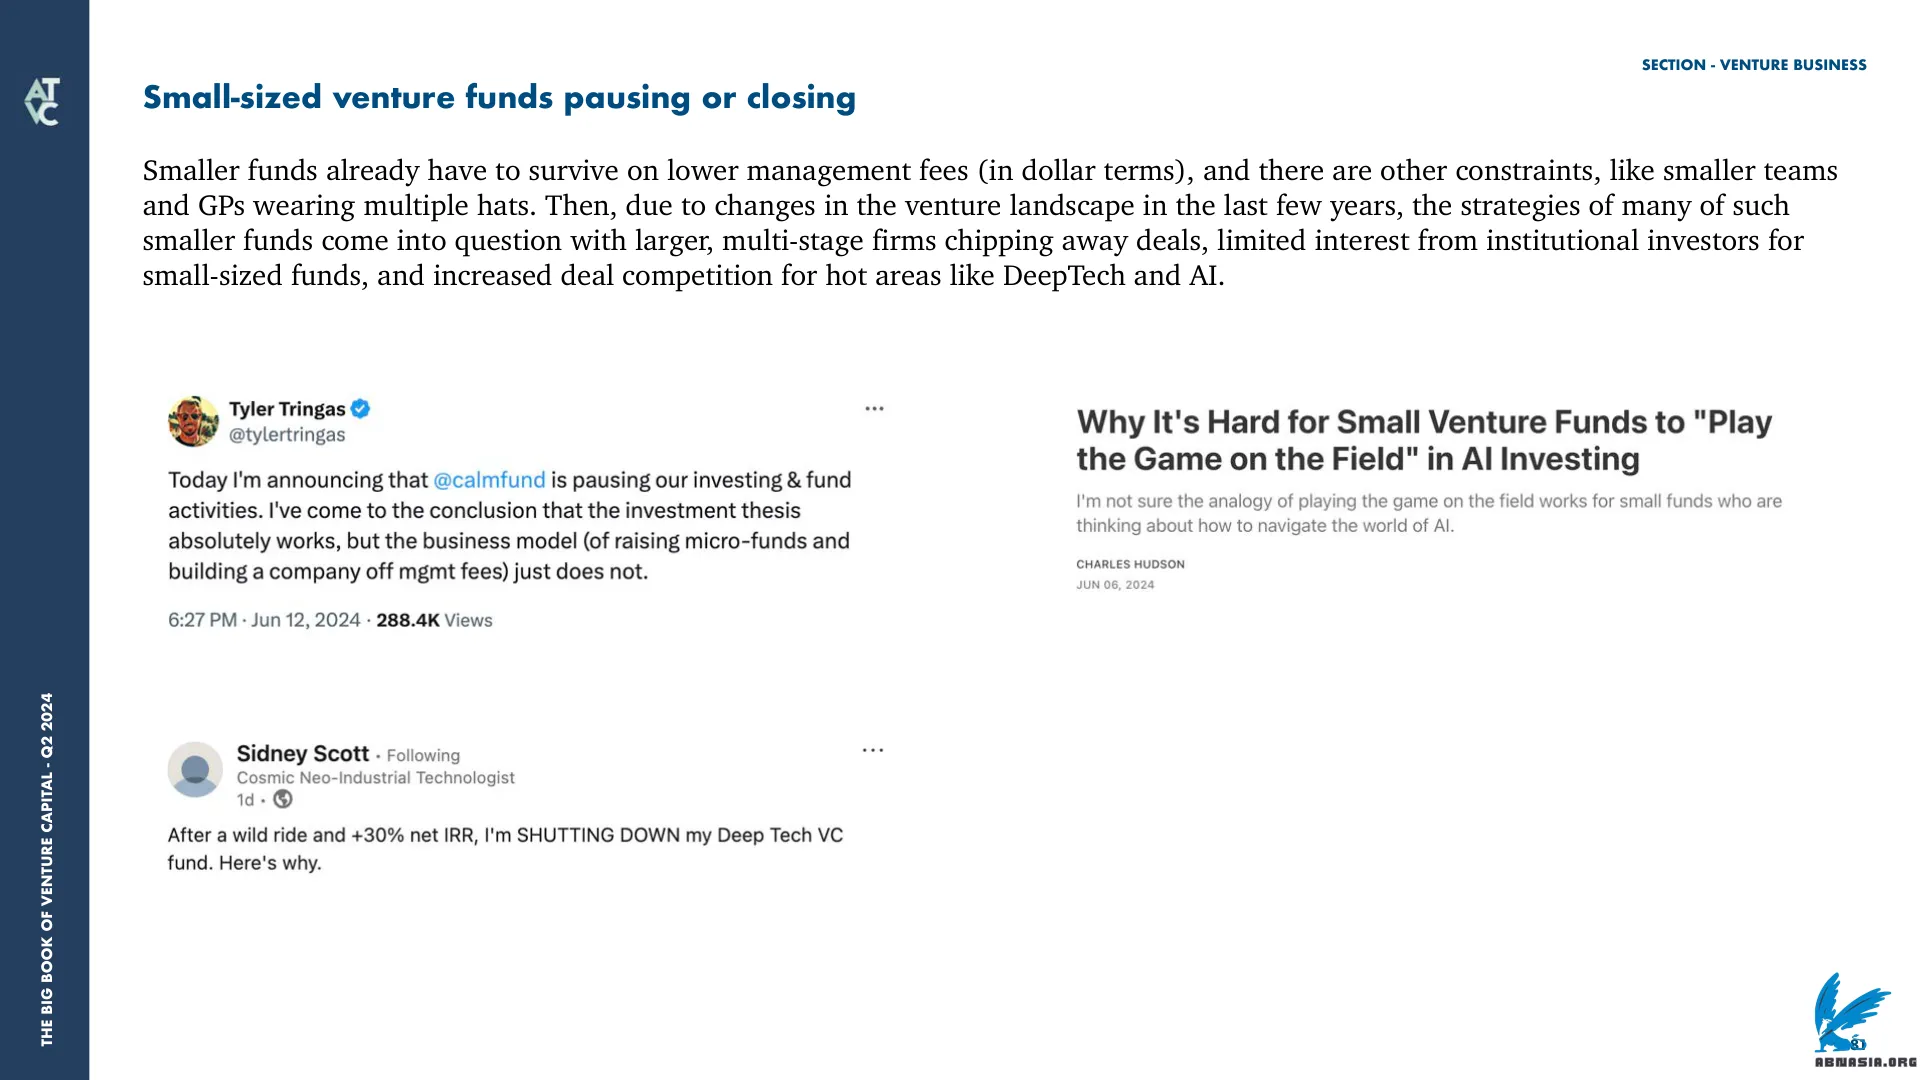 SECTION - VENTURE BUSINESS
AT
VC
Small-sized venture funds pausing or closing
Smaller funds already have to survive on lower management fees (in dollar terms), and there are other constraints, like smaller teams
and GPs wearing multiple hats. Then, due to changes in the venture landscape in the last few years, the strategies of many of such
smaller funds come into question with larger, multi-stage firms chipping away deals, limited interest from institutional investors for
small-sized funds, and increased deal competition for hot areas like DeepTech and AI.
Tyler Tringas
@tylertringas
Today I'm announcing that @calmfund is pausing our investing & fund
activities. I've come to the conclusion that the investment thesis
absolutely works, but the business model (of raising micro-funds and
building a company off mgmt fees) just does not.
6:27 PM · Jun 12, 2024 · 288.4K Views
Why It's Hard for Small Venture Funds to "Play
the Game on the Field" in AI Investing
I'm not sure the analogy of playing the game on the field works for small funds who are
thinking about how to navigate the world of AI.
CHARLES HUDSON
JUN 06, 2024
Sidney Scott · Following
Cosmic Neo-Industrial Technologist
1d ·
After a wild ride and +30% net IRR, I'm SHUTTING DOWN my Deep Tech VC
fund. Here's why.
THE BIG BOOK OF VENTURE CAPITAL - Q2 2024
ABNASIA.ORG